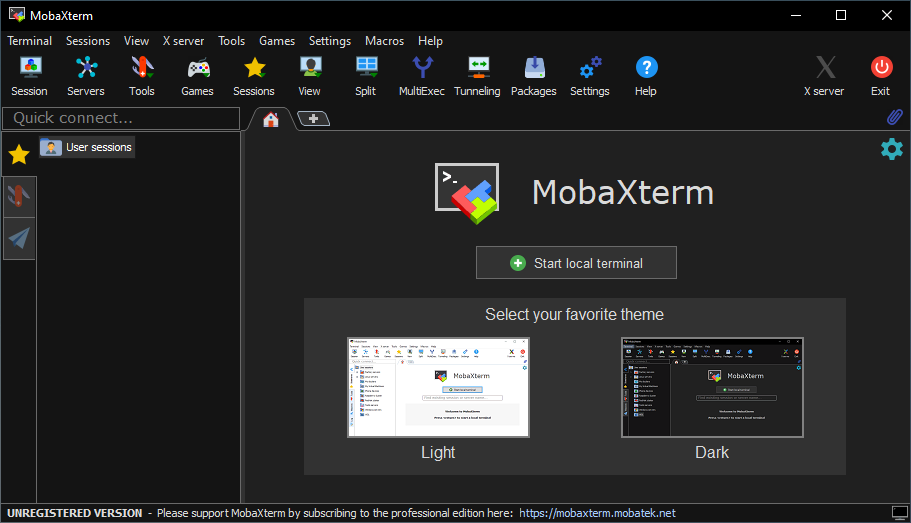 MobaXterm
Terminal Sessions View X server Tools Games Settings Macros Help
Session Servers Tools Games Sessions View Split MultiExec Tunneling Packages Settings Help X server Exit
Quick connect...
User sessions
MobaXterm
Start local terminal
Select your favorite theme
MobaXterm
MobaXterm
Light
Dark
UNREGISTERED VERSION - Please support MobaXterm by subscribing to the professional edition here: https://mobaxterm.mobatek.net